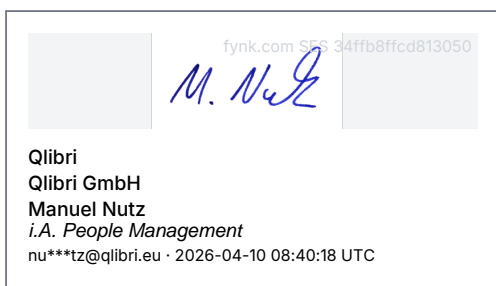 fynk.com SES 34ffb8ffcd813050
M. Nutz
Qlibri
Qlibri GmbH
Manuel Nutz
i.A. People Management
nu***tz@qlibri.eu · 2026-04-10 08:40:18 UTC